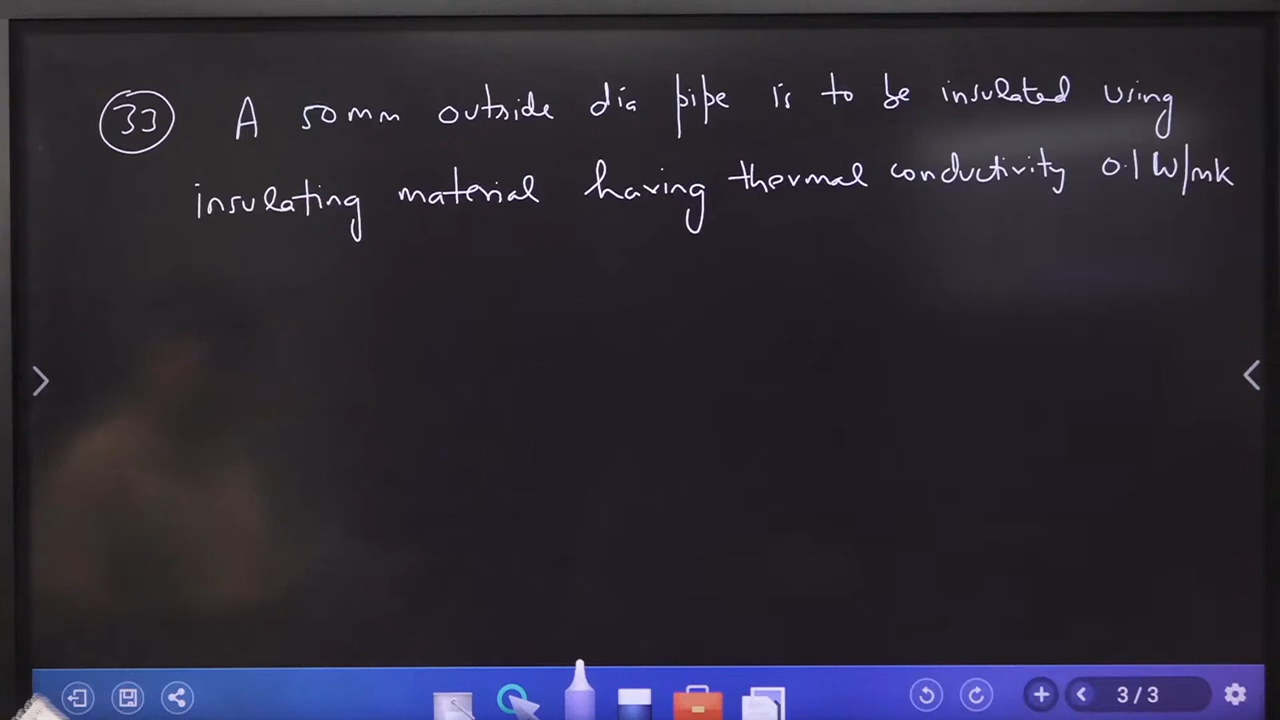 33 A 50mm outside dia pipe is to be insulated using
insulating material having thermal conductivity 0.1 W/mk
3/3